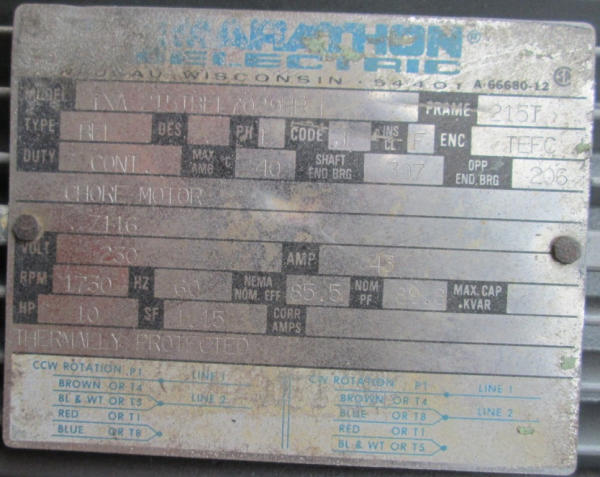 MARATHON®
ELECTRIC
WAUSAU, WISCONSIN 54401 A-66680-12
MODEL FRAME 215T
TYPE DES PH 1 CODE INS CL F ENC TEFC
DUTY CONT. MAX AMB °C 40 SHAFT END BRG 307 OPP END. BRG 206
CHORE MOTOR
Z116
VOLT 230 AMP 43
RPM 1730 HZ 60 NEMA NOM. EFF 85.5 NOM PF MAX. CAP .KVAR
HP 10 SF 1.15 CORR AMPS
THERMALLY PROTECTED
CCW ROTATION . P1 LINE 1
BROWN OR T4
BL & WT OR T5 LINE 2
RED OR T1
BLUE OR T8
CW ROTATION . P1 LINE 1
BROWN OR T4
BLUE OR T8 LINE 2
RED OR T1
BL & WT OR T5